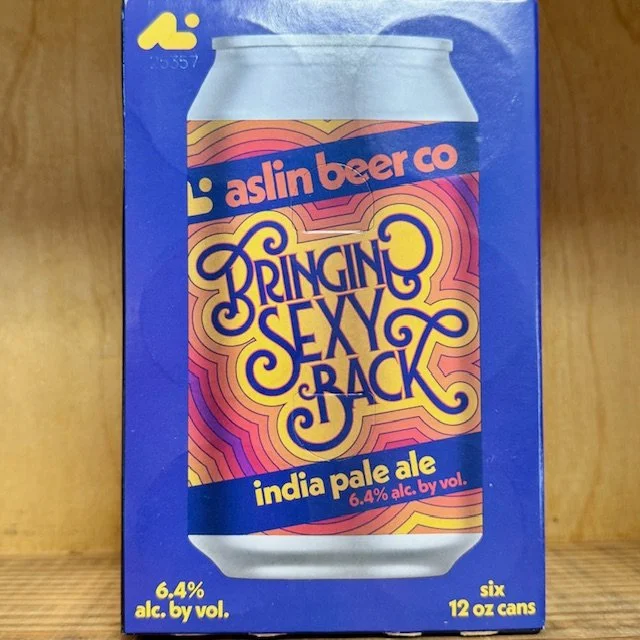 25357
aslin beer co
BRINGING
SEXY
BACK
india pale ale
6.4% alc. by vol.
6.4%
alc. by vol.
six
12 oz cans